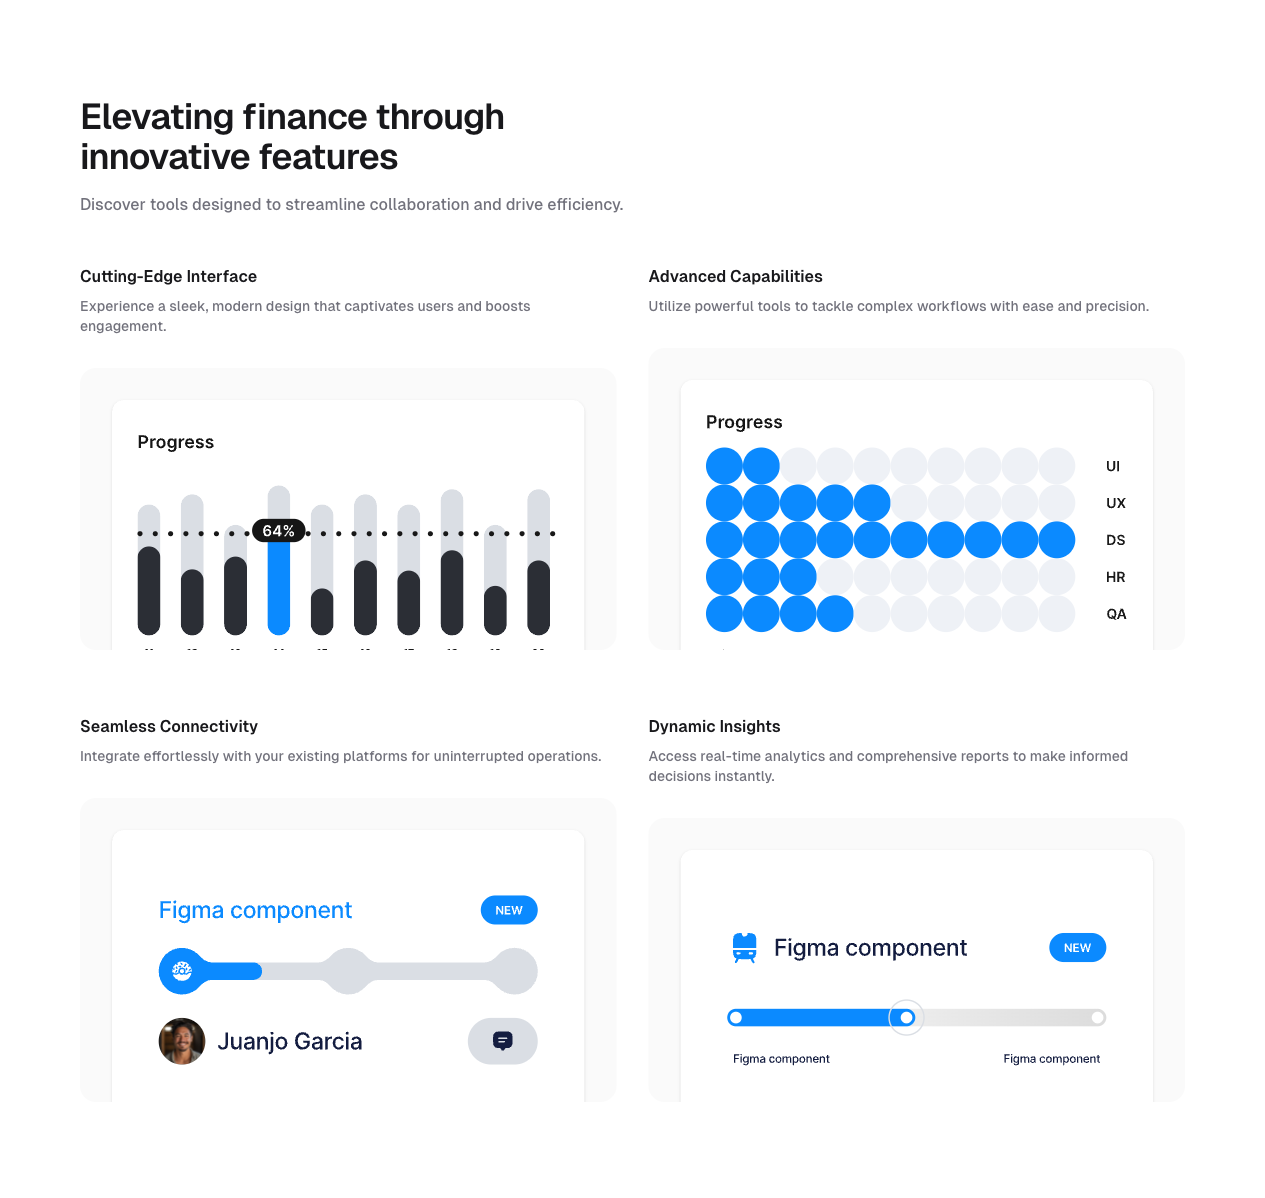 Elevating finance through
innovative features
Discover tools designed to streamline collaboration and drive efficiency.
Cutting-Edge Interface
Experience a sleek, modern design that captivates users and boosts
engagement.
Progress
64%
Advanced Capabilities
Utilize powerful tools to tackle complex workflows with ease and precision.
Progress
UI
UX
DS
HR
QA
Seamless Connectivity
Integrate effortlessly with your existing platforms for uninterrupted operations.
Figma component
NEW
Juanjo Garcia
Dynamic Insights
Access real-time analytics and comprehensive reports to make informed
decisions instantly.
Figma component
NEW
Figma component
Figma component